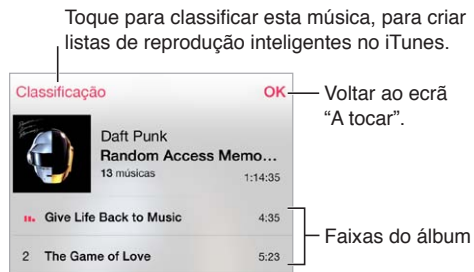 Toque para classificar esta música, para criar
listas de reprodução inteligentes no iTunes.
Classificação
OK
Voltar ao ecrã
“A tocar”.
Daft Punk
Random Access Memo...
13 músicas
1:14:35
Give Life Back to Music
4:35
Faixas do álbum
2 The Game of Love
5:23